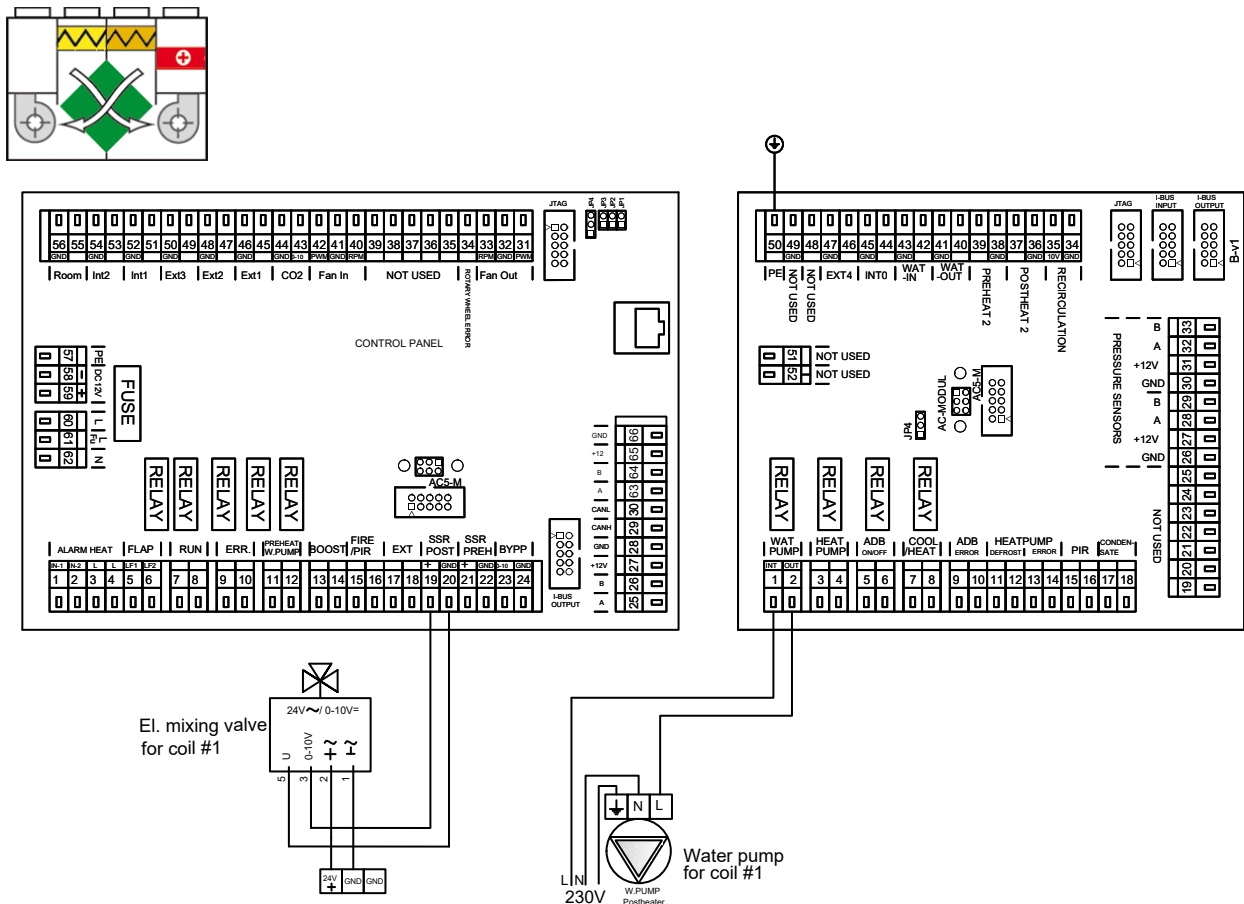 JTAG
JP4
JP3
JP2
JP1
56 55 54 53 52 51 50 49 48 47 46 45 44 43 42 41 40 39 38 37 36 35 34 33 32 31
GND GND GND GND GND GND GND 0-10 PWM GND RPM RPM GND PWM
Room Int2 Int1 Ext3 Ext2 Ext1 CO2 Fan In NOT USED ROTARY WHEEL ERROR Fan Out
CONTROL PANEL
57 PE
58 - DC12V
59 +
60 L
61 L Fu
62 N
FUSE
RELAY RELAY RELAY RELAY RELAY
AC5-M
GND 66
+12 65
B 64
A 63
CANL 30
CANH 29
GND 28
+12V 27
B 26
A 25
I-BUS
OUTPUT
ALARM HEAT FLAP RUN ERR. PREHEAT W.PUMP BOOST FIRE /PIR EXT SSR POST SSR PREH BYPP
IN-1 IN-2 L L LF1 LF2 + GND + GND 0-10 GND
1 2 3 4 5 6 7 8 9 10 11 12 13 14 15 16 17 18 19 20 21 22 23 24
24V~/ 0-10V=
U 0-10V
5 3 2 1
El. mixing valve
for coil #1
24V + GND GND
50 49 48 47 46 45 44 43 42 41 40 39 38 37 36 35 34
GND GND GND GND GND GND GND 10V GND
PE NOT USED NOT USED EXT4 INT0 WAT -IN WAT -OUT PREHEAT 2 POSTHEAT 2 RECIRCULATION
JTAG
I-BUS
INPUT
I-BUS
OUTPUT
B-v1
51 NOT USED
52 NOT USED
JP4
AC-MODUL
AC5-M
PRESSURE SENSORS
B 33
A 32
+12V 31
GND 30
B 29
A 28
+12V 27
GND 26
25
24
23
22
21
20
19
NOT USED
RELAY RELAY RELAY RELAY
WAT PUMP HEAT PUMP ADB ON/OFF COOL /HEAT ADB ERROR HEATPUMP DEFROST ERROR PIR CONDEN- SATE
INT OUT
1 2 3 4 5 6 7 8 9 10 11 12 13 14 15 16 17 18
N L
Water pump
for coil #1
L N
230V
W.PUMP
Postheater